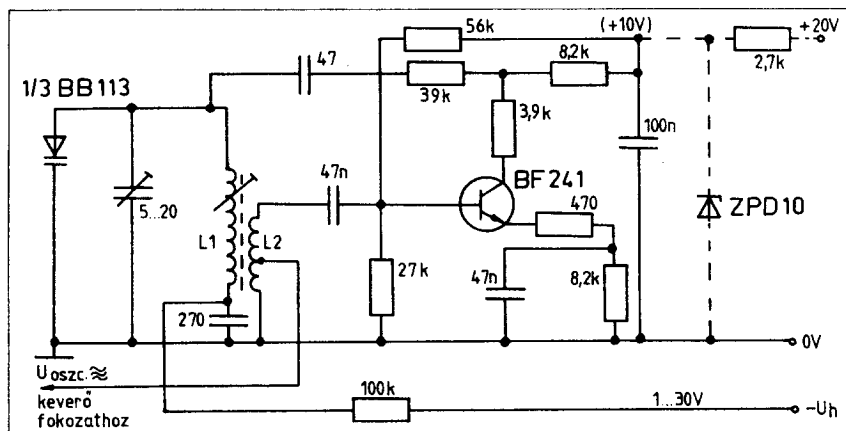 56k
(+10V)
+20V
47
8,2k
2,7k
1/3 BB113
39k
3,9k
100n
47n
BF241
5...20
470
ZPD10
L1
L2
27k
47n
8,2k
270
0V
Uoszc. ≈
100k
1...30V
-Uh
keverő
fokozathoz